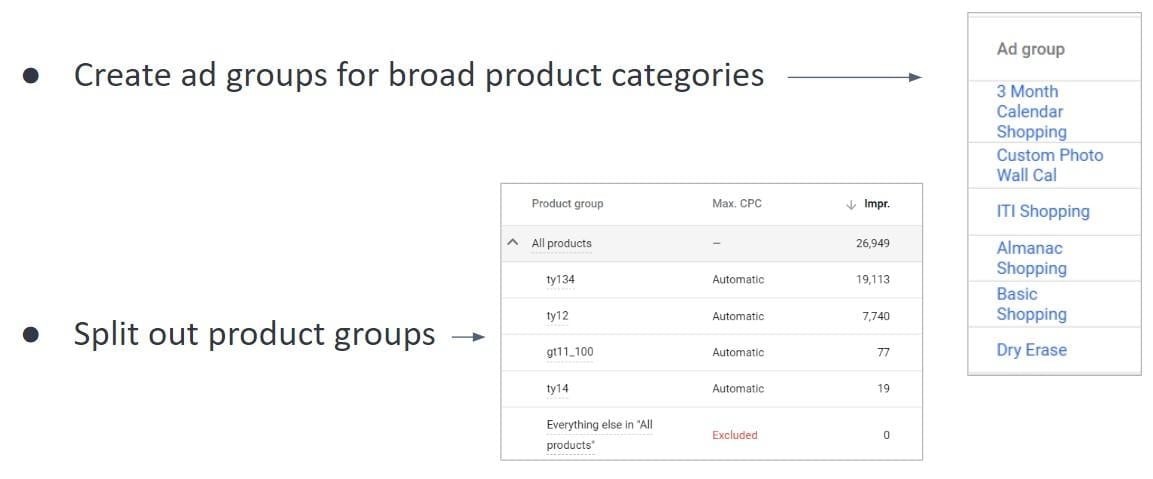 ● Create ad groups for broad product categories
Ad group
3 Month
Calendar
Shopping
Custom Photo
Wall Cal
ITI Shopping
Almanac
Shopping
Basic
Shopping
Dry Erase
● Split out product groups
Product group Max. CPC ↓ Impr.
All products – 26,949
ty134 Automatic 19,113
ty12 Automatic 7,740
gt11_100 Automatic 77
ty14 Automatic 19
Everything else in "All
products" Excluded 0